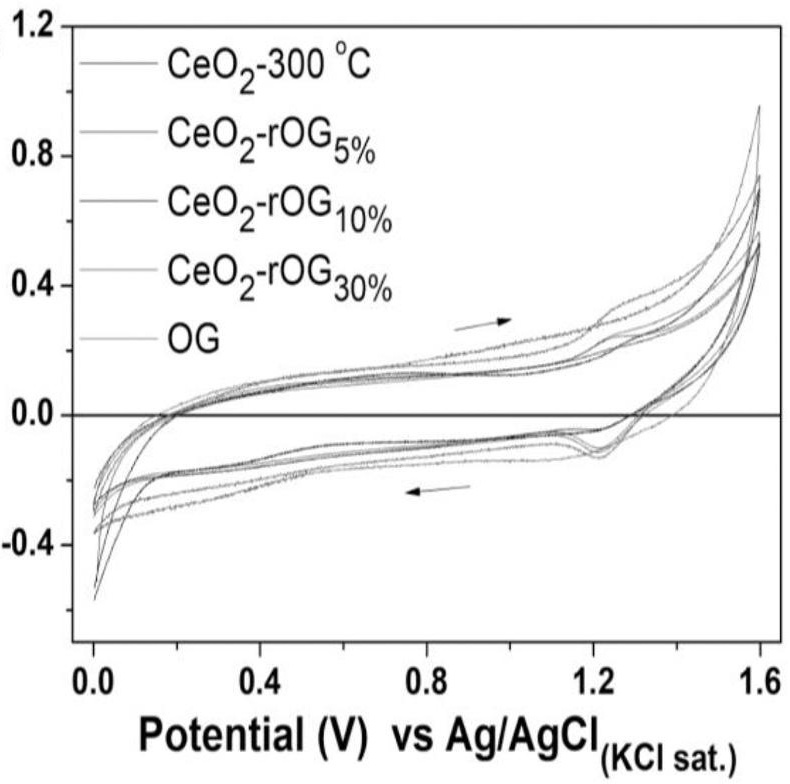 1.2
0.8
0.4
0.0
-0.4
CeO2-300 °C
CeO2-rOG5%
CeO2-rOG10%
CeO2-rOG30%
OG
0.0 0.4 0.8 1.2 1.6
Potential (V) vs Ag/AgCl(KCl sat.)